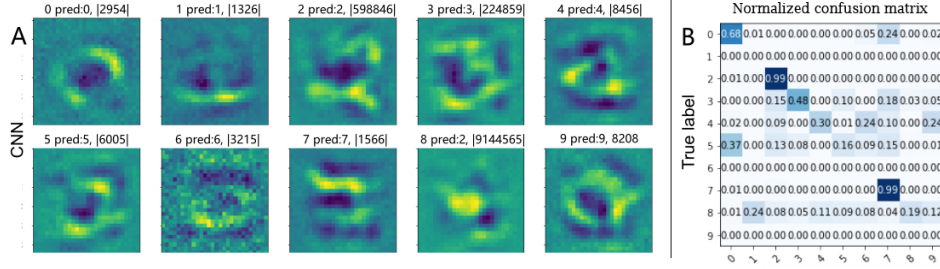 A
CNN
0 pred:0, |2954|
1 pred:1, |1326|
2 pred:2, |598846|
3 pred:3, |224859|
4 pred:4, |8456|
5 pred:5, |6005|
6 pred:6, |3215|
7 pred:7, |1566|
8 pred:2, |9144565|
9 pred:9, 8208|
B
Normalized confusion matrix
True label
0 0.68 0.01 0.00 0.00 0.00 0.00 0.05 0.24 0.00 0.02
1 0.00 0.00 0.00 0.00 0.00 0.00 0.00 0.00 0.00 0.00
2 0.01 0.00 0.99 0.00 0.00 0.00 0.00 0.00 0.00 0.00
3 0.00 0.00 0.15 0.48 0.00 0.10 0.00 0.18 0.03 0.05
4 0.02 0.00 0.09 0.00 0.30 0.01 0.24 0.10 0.00 0.24
5 0.37 0.00 0.13 0.08 0.00 0.16 0.09 0.15 0.00 0.01
6 0.00 0.00 0.00 0.00 0.00 0.00 0.00 0.00 0.00 0.00
7 0.01 0.00 0.00 0.00 0.00 0.00 0.00 0.99 0.00 0.00
8 0.01 0.24 0.08 0.05 0.11 0.09 0.08 0.04 0.19 0.12
9 0.00 0.00 0.00 0.00 0.00 0.00 0.00 0.00 0.00 0.00
0 1 2 3 4 5 6 7 8 9